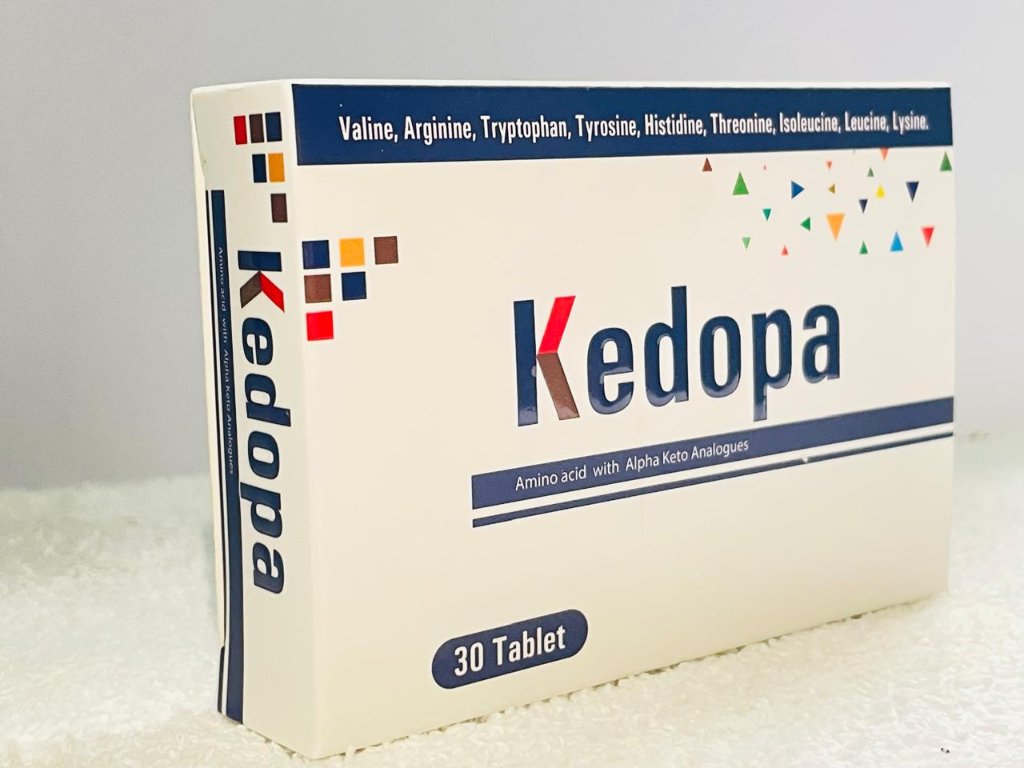 Valine, Arginine, Tryptophan, Tyrosine, Histidine, Threonine, Isoleucine, Leucine, Lysine.
Kedopa
Amino acid with Alpha Keto Analogues
30 Tablet
Kedopa
Amino acid with Alpha Keto Analogues